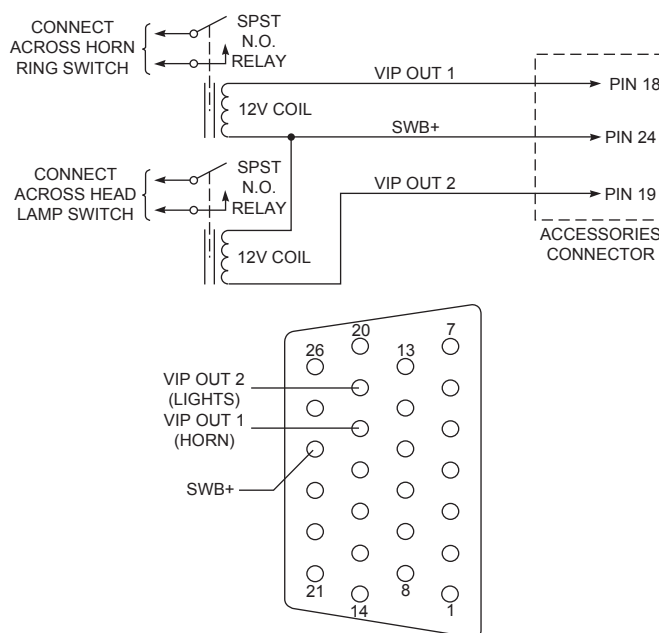 CONNECT
ACROSS HORN
RING SWITCH
SPST
N.O.
RELAY
12V COIL
VIP OUT 1
PIN 18
SWB+
PIN 24
CONNECT
ACROSS HEAD
LAMP SWITCH
SPST
N.O.
RELAY
12V COIL
VIP OUT 2
PIN 19
ACCESSORIES
CONNECTOR
20
7
26
13
VIP OUT 2
(LIGHTS)
VIP OUT 1
(HORN)
SWB+
21
8
14
1